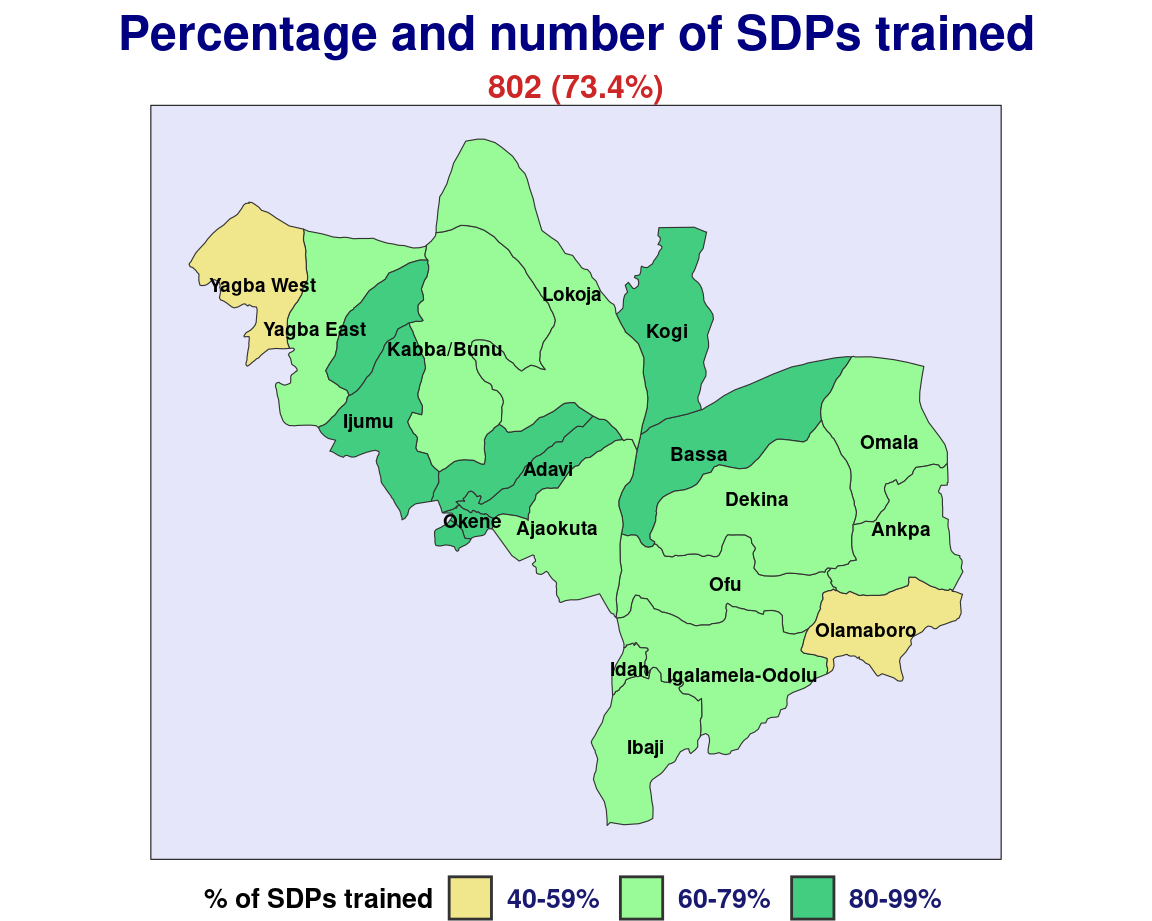 Percentage and number of SDPs trained
802 (73.4%)
Yagba West
Lokoja
Yagba East
Kogi
Kabba/Bunu
Ijumu
Omala
Bassa
Adavi
Dekina
Okene
Ajaokuta
Ankpa
Ofu
Olamaboro
Idah
Igalamela-Odolu
Ibaji
% of SDPs trained 40-59% 60-79% 80-99%